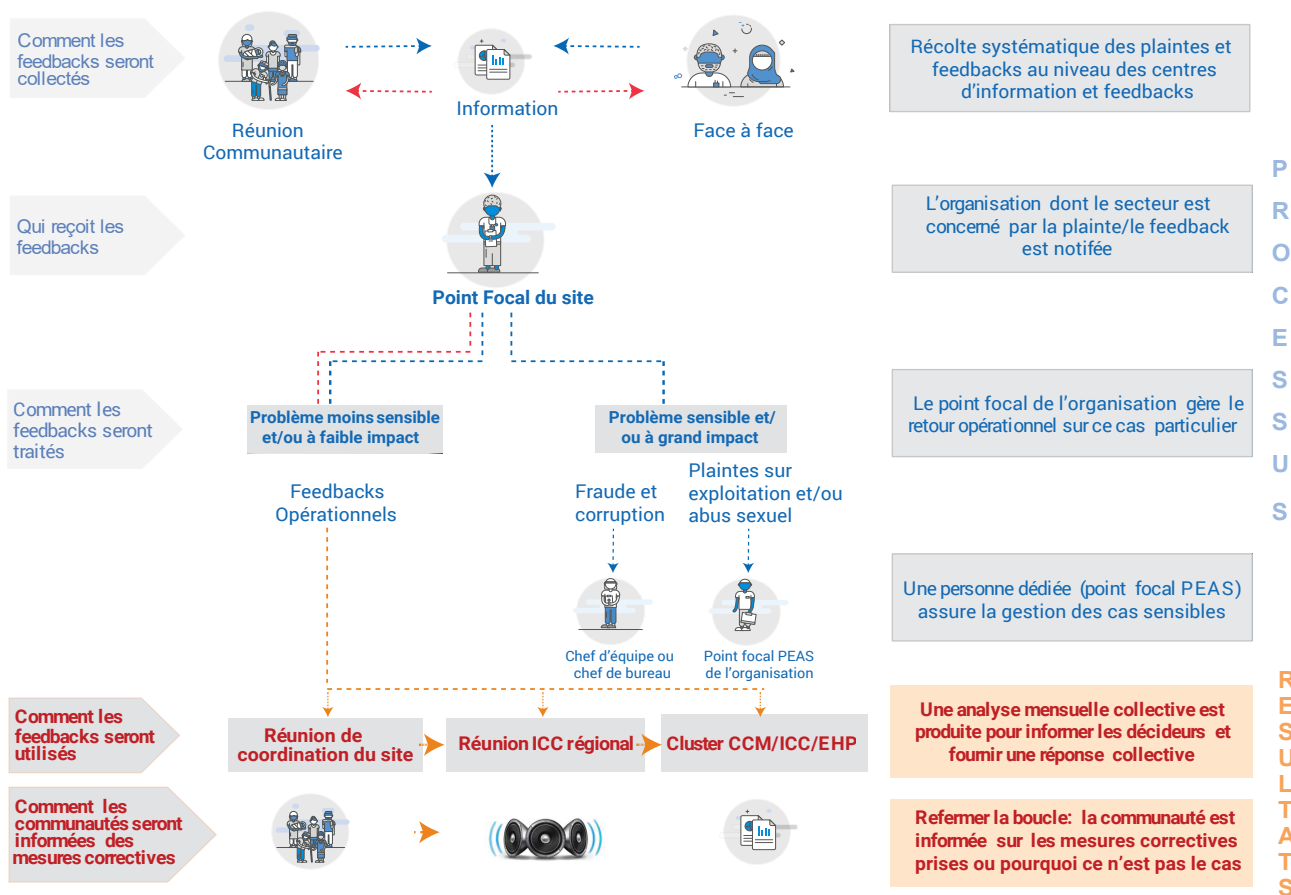 Comment les
feedbacks seront
collectés
Réunion
Communautaire
Information
Face à face
Récolte systématique des plaintes et
feedbacks au niveau des centres
d'information et feedbacks
Qui reçoit les
feedbacks
Point Focal du site
L'organisation dont le secteur est
concerné par la plainte/le feedback
est notifée
Comment les
feedbacks seront
traités
Problème moins sensible
et/ou à faible impact
Problème sensible et/
ou à grand impact
Le point focal de l'organisation gère le
retour opérationnel sur ce cas particulier
Feedbacks
Opérationnels
Fraude et
corruption
Plaintes sur
exploitation et/ou
abus sexuel
Chef d'équipe ou
chef de bureau
Point focal PEAS
de l'organisation
Une personne dédiée (point focal PEAS)
assure la gestion des cas sensibles
PROCESSUS
Comment les
feedbacks seront
utilisés
Réunion de
coordination du site
Réunion ICC régional
Cluster CCM/ICC/EHP
Une analyse mensuelle collective est
produite pour informer les décideurs et
fournir une réponse collective
Comment les
communautés seront
informées des
mesures correctives
Refermer la boucle: la communauté est
informée sur les mesures correctives
prises ou pourquoi ce n'est pas le cas
RESULTATS